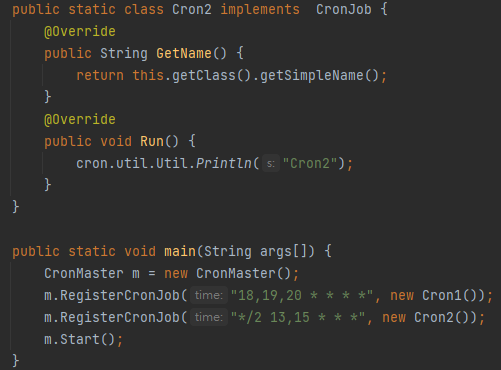 public static class Cron2 implements  CronJob {
    @Override
    public String GetName() {
        return this.getClass().getSimpleName();
    }
    @Override
    public void Run() {
        cron.util.Util.Println( s: "Cron2");
    }
}

public static void main(String args[]) {
    CronMaster m = new CronMaster();
    m.RegisterCronJob( time: "18,19,20 * * * *", new Cron1());
    m.RegisterCronJob( time: "*/2 13,15 * * *", new Cron2());
    m.Start();
}